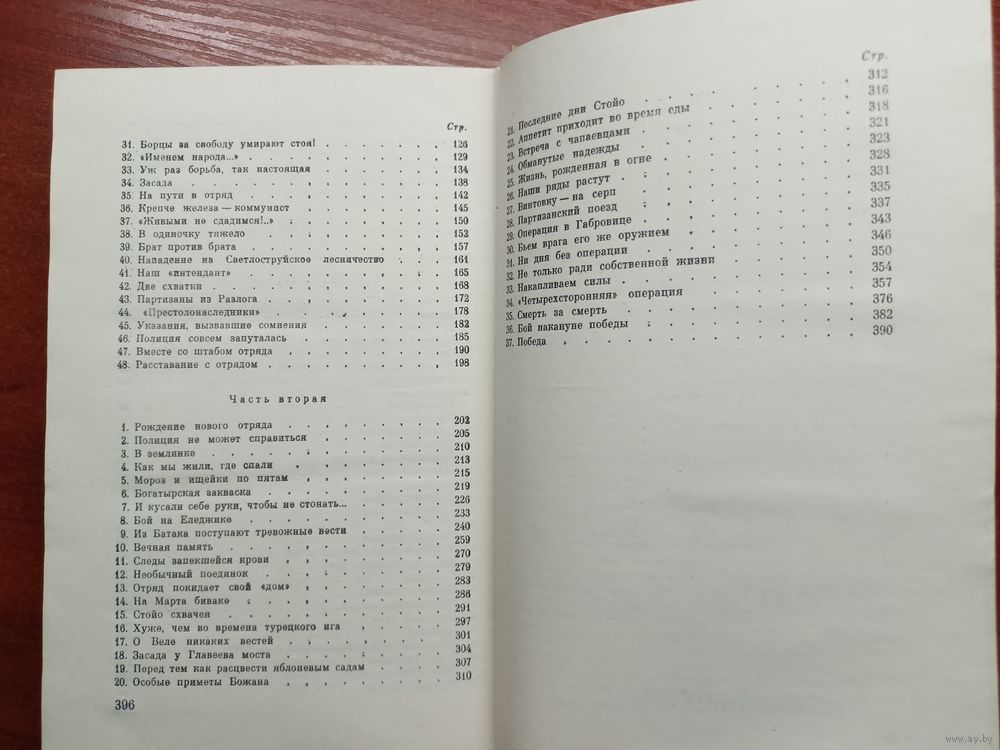 Стр.
31. Борцы за свободу умирают стоя! 126
32. «Именем народа...» 129
33. Уж раз борьба, так настоящая 134
34. Засада 138
35. На пути в отряд 142
36. Крепче железа — коммунист 145
37. «Живыми не сдадимся!..» 150
38. В одиночку тяжело 152
39. Брат против брата 157
40. Нападение на Светлоструйское лесничество 161
41. Наш «интендант» 165
42. Две схватки 168
43. Партизаны из Разлога 172
44. «Престолонаследники» 178
45. Указания, вызвавшие сомнения 182
46. Полиция совсем запуталась 185
47. Вместе со штабом отряда 190
48. Расставание с отрядом 198
Часть вторая
1. Рождение нового отряда 202
2. Полиция не может справиться 205
3. В землянке 210
4. Как мы жили, где спали 213
5. Мороз и ищейки по пятам 215
6. Богатырская закваска 219
7. И кусали себе руки, чтобы не стонать... 226
8. Бой на Еледжике 233
9. Из Батака поступают тревожные вести 240
10. Вечная память 259
11. Следы запекшейся крови 270
12. Необычный поединок 279
13. Отряд покидает свой «дом» 283
14. На Марта биваке 286
15. Стойо схвачен 291
16. Хуже, чем во времена турецкого ига 297
17. О Веле никаких вестей 301
18. Засада у Главеева моста 304
19. Перед тем как расцвести яблоневым садам 307
20. Особые приметы Божана 310
396
Стр.
21. Последние дни Стойо 312
22. Аппетит приходит во время еды 316
23. Встреча с чапаевцами 318
24. Обманутые надежды 321
25. Жизнь, рожденная в огне 323
26. Наши ряды растут 328
27. Винтовку — на серп 331
28. Партизанский поезд 335
29. Операция в Габровице 337
30. Бьем врага его же оружием 343
31. Ни дня без операции 346
32. Не только ради собственной жизни 350
33. Накапливаем силы 354
34. «Четырехсторонняя» операция 357
35. Смерть за смерть 376
36. Бой накануне победы 382
37. Победа 390
www.ay.by